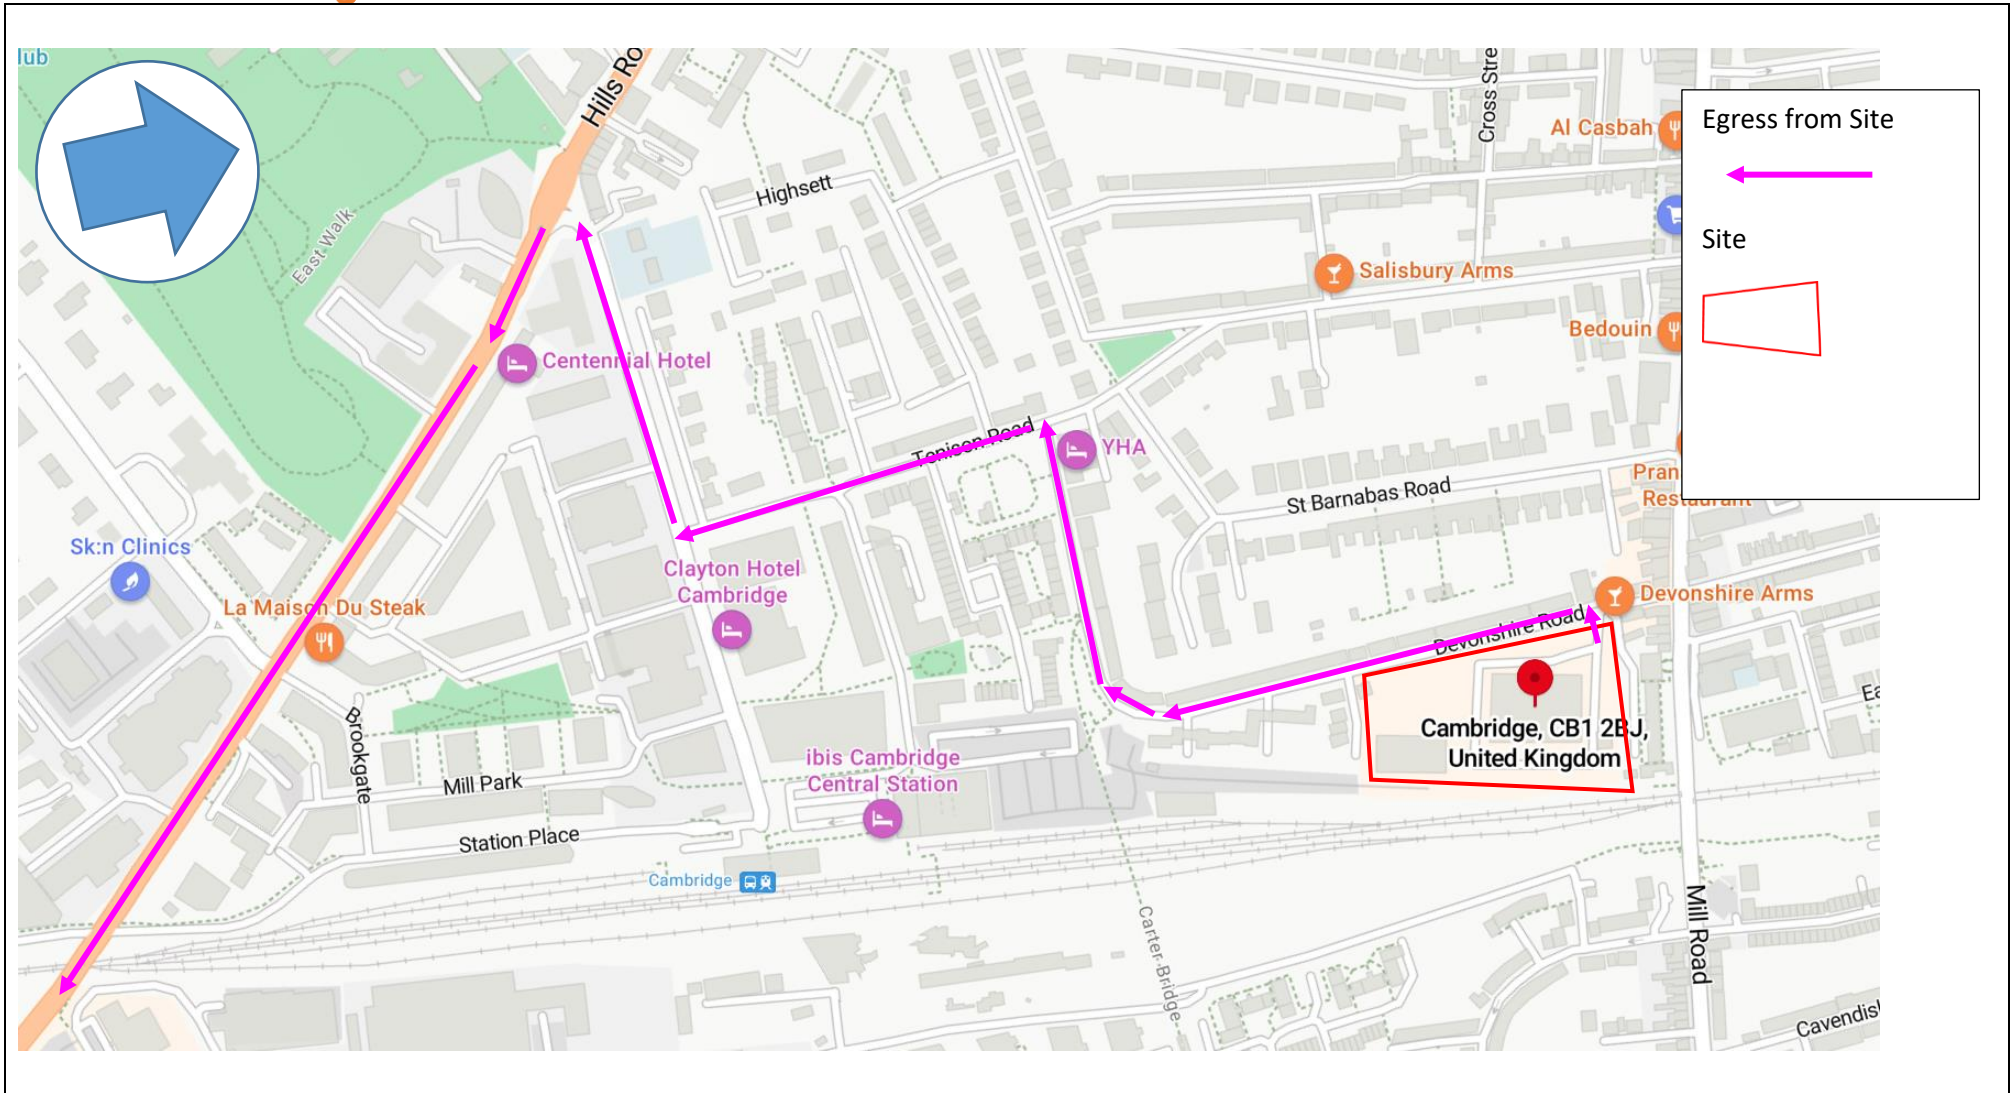 lub
Hills Ro
Cross Stre
Al Casbah
Egress from Site
Highsett
East Walk
Site
Salisbury Arms
Bedouin
Centennial Hotel
Tenison Road
YHA
St Barnabas Road
Pran
Restaurant
Sk:n Clinics
Clayton Hotel
Cambridge
La Maison Du Steak
Devonshire Arms
Devonshire Road
Brookgate
Cambridge, CB1 2BJ,
United Kingdom
Ea
ibis Cambridge
Central Station
Mill Park
Station Place
Cambridge
Carter Bridge
Mill Road
Cavendis